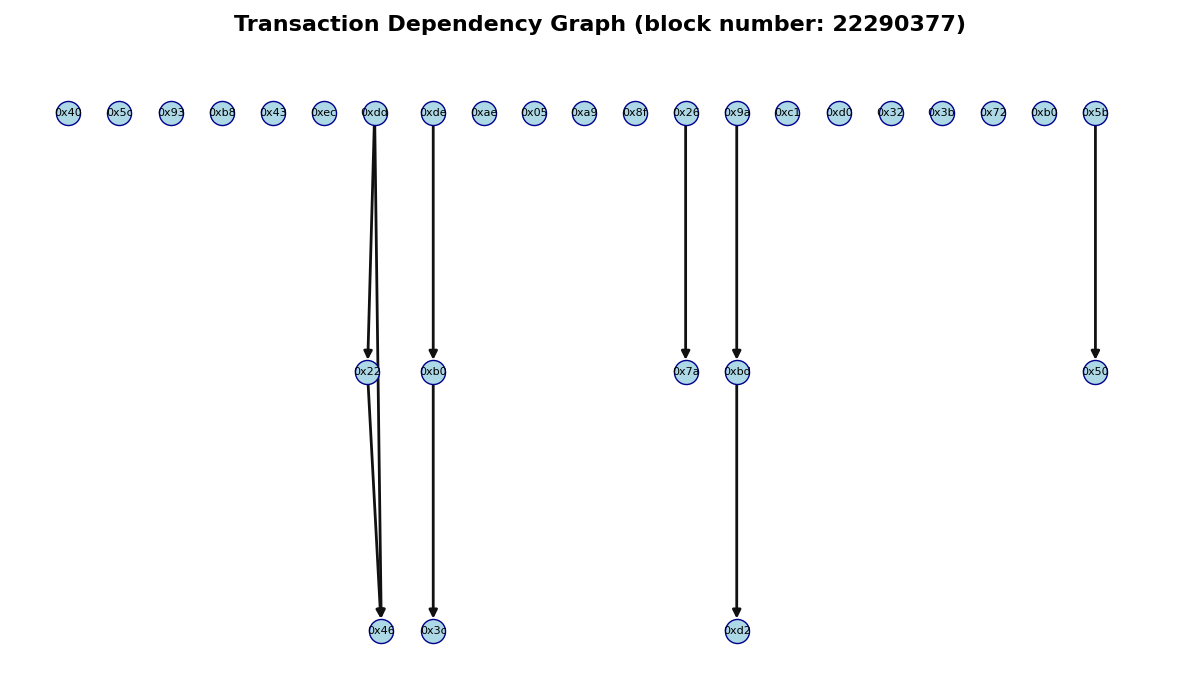 Transaction Dependency Graph (block number: 22290377)
0x40 0x5c 0x93 0xb8 0x43 0xec 0xdd 0xde 0xae 0x05 0xa9 0x8f 0x26 0x9a 0xc1 0xd0 0x32 0x3b 0x72 0xb0 0x5b
0x22 0xb0 0x7a 0xbd 0x50
0x46 0x3c 0xd2